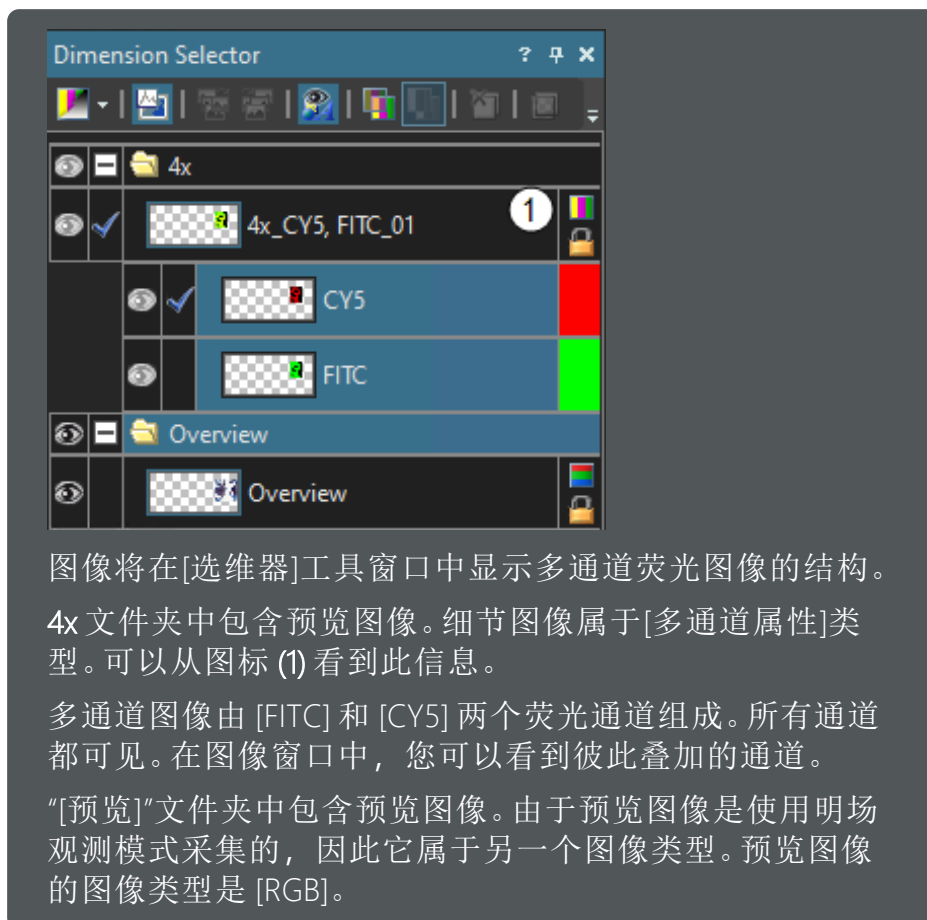 Dimension Selector
4x
4x_CY5, FITC_01
1
CY5
FITC
Overview
Overview
图像将在[选维器]工具窗口中显示多通道荧光图像的结构。
4x 文件夹中包含预览图像。细节图像属于[多通道属性]类
型。可以从图标 (1) 看到此信息。
多通道图像由 [FITC] 和 [CY5] 两个荧光通道组成。所有通道
都可见。在图像窗口中，您可以看到彼此叠加的通道。
“[预览]”文件夹中包含预览图像。由于预览图像是使用明场
观测模式采集的，因此它属于另一个图像类型。预览图像
的图像类型是 [RGB]。